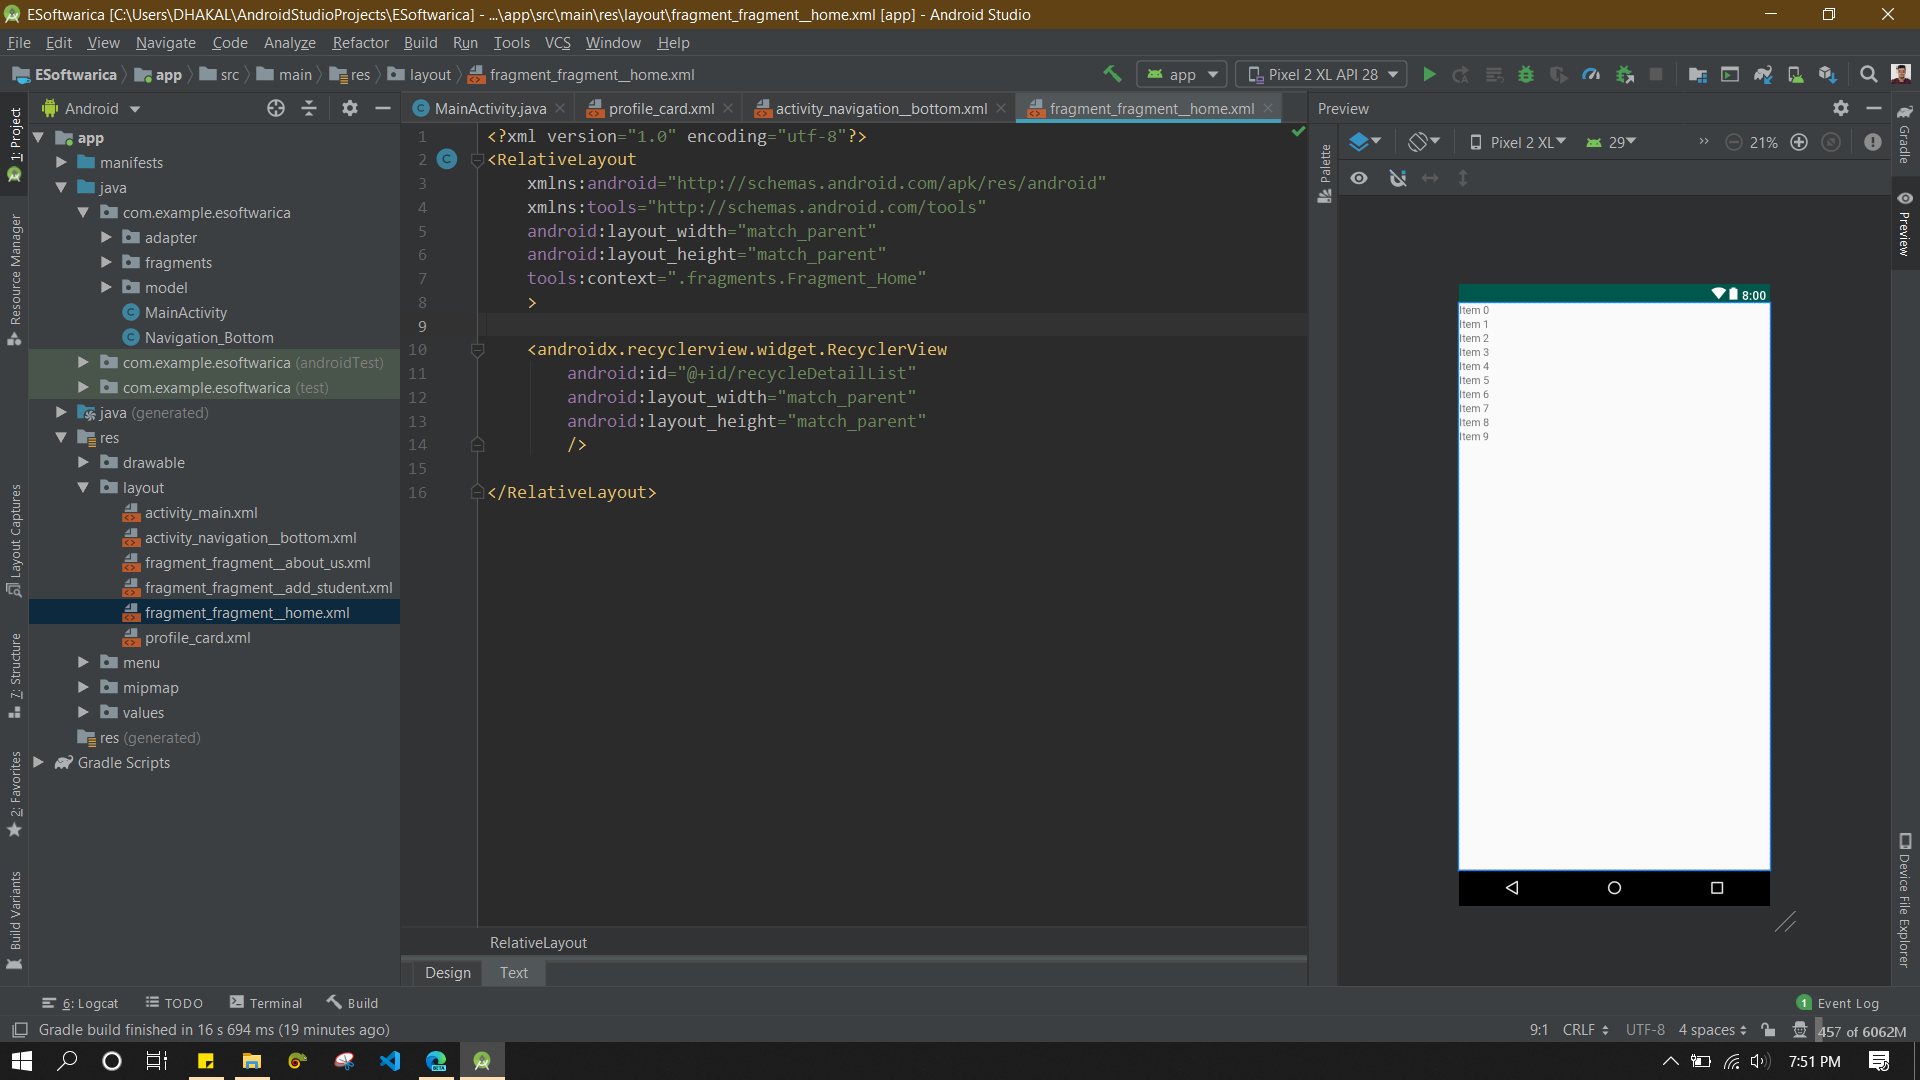 ESoftwarica [C:\Users\DHAKAL\AndroidStudioProjects\ESoftwarica] - ...\app\src\main\res\layout\fragment_fragment__home.xml [app] - Android Studio
File Edit View Navigate Code Analyze Refactor Build Run Tools VCS Window Help
ESoftwarica app src main res layout fragment_fragment__home.xml app Pixel 2 XL API 28
Android
MainActivity.java profile_card.xml activity_navigation__bottom.xml fragment_fragment__home.xml
Preview
1: Project
Resource Manager
Layout Captures
7: Structure
2: Favorites
Build Variants
app
manifests
java
com.example.esoftwarica
adapter
fragments
model
MainActivity
Navigation_Bottom
com.example.esoftwarica (androidTest)
com.example.esoftwarica (test)
java (generated)
res
drawable
layout
activity_main.xml
activity_navigation__bottom.xml
fragment_fragment__about_us.xml
fragment_fragment__add_student.xml
fragment_fragment__home.xml
profile_card.xml
menu
mipmap
values
res (generated)
Gradle Scripts
1 <?xml version="1.0" encoding="utf-8"?>
2 C <RelativeLayout
3 xmlns:android="http://schemas.android.com/apk/res/android"
4 xmlns:tools="http://schemas.android.com/tools"
5 android:layout_width="match_parent"
6 android:layout_height="match_parent"
7 tools:context=".fragments.Fragment_Home"
8 >
9
10 <androidx.recyclerview.widget.RecyclerView
11 android:id="@+id/recycleDetailList"
12 android:layout_width="match_parent"
13 android:layout_height="match_parent"
14 />
15
16 </RelativeLayout>
RelativeLayout
Design Text
Palette
Pixel 2 XL 29 » 21%
8:00
Item 0
Item 1
Item 2
Item 3
Item 4
Item 5
Item 6
Item 7
Item 8
Item 9
Gradle
Preview
Device File Explorer
6: Logcat TODO Terminal Build 1 Event Log
Gradle build finished in 16 s 694 ms (19 minutes ago) 9:1 CRLF UTF-8 4 spaces 457 of 6062M
BETA
7:51 PM